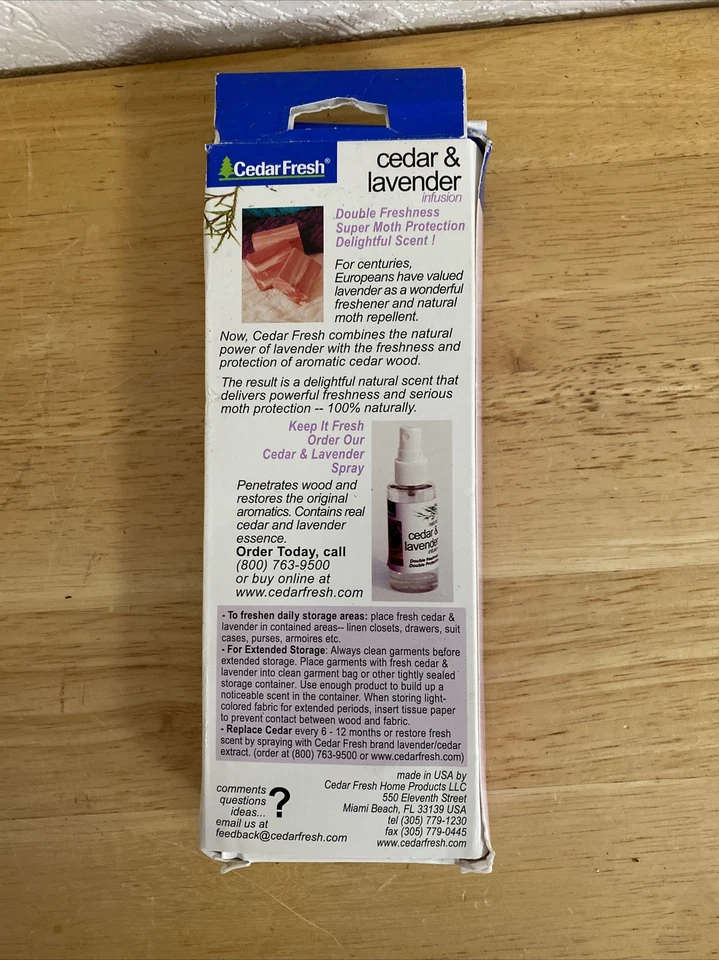 CedarFresh®
cedar &
lavender
infusion
Double Freshness
Super Moth Protection
Delightful Scent !
For centuries,
Europeans have valued
lavender as a wonderful
freshener and natural
moth repellent.
Now, Cedar Fresh combines the natural
power of lavender with the freshness and
protection of aromatic cedar wood.
The result is a delightful natural scent that
delivers powerful freshness and serious
moth protection -- 100% naturally.
Keep It Fresh
Order Our
Cedar & Lavender
Spray
Penetrates wood and
restores the original
aromatics. Contains real
cedar and lavender
essence.
Order Today, call
(800) 763-9500
or buy online at
www.cedarfresh.com
cedar &
lavender
infusion
Double
Double
- To freshen daily storage areas: place fresh cedar &
lavender in contained areas-- linen closets, drawers, suit
cases, purses, armoires etc.
- For Extended Storage: Always clean garments before
extended storage. Place garments with fresh cedar &
lavender into clean garment bag or other tightly sealed
storage container. Use enough product to build up a
noticeable scent in the container. When storing light-
colored fabric for extended periods, insert tissue paper
to prevent contact between wood and fabric.
- Replace Cedar every 6 - 12 months or restore fresh
scent by spraying with Cedar Fresh brand lavender/cedar
extract. (order at (800) 763-9500 or www.cedarfresh.com)
comments
questions
ideas...
?
email us at
feedback@cedarfresh.com
made in USA by
Cedar Fresh Home Products LLC
550 Eleventh Street
Miami Beach, FL 33139 USA
tel (305) 779-1230
fax (305) 779-0445
www.cedarfresh.com